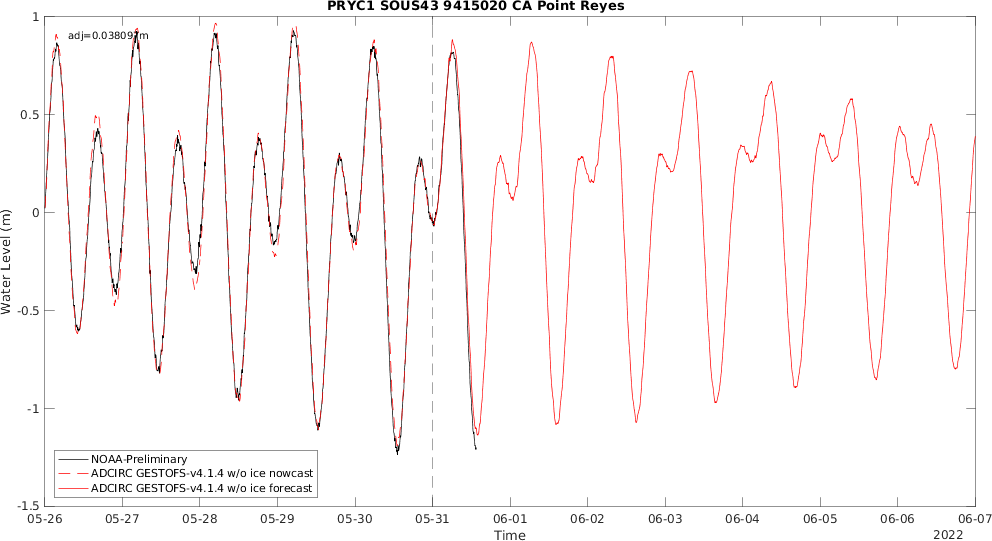 PRYC1 SOUS43 9415020 CA Point Reyes
adj=0.03809 m
Water Level (m)
1
0.5
0
-0.5
-1
-1.5
NOAA-Preliminary
ADCIRC GESTOFS-v4.1.4 w/o ice nowcast
ADCIRC GESTOFS-v4.1.4 w/o ice forecast
05-26 05-27 05-28 05-29 05-30 05-31 06-01 06-02 06-03 06-04 06-05 06-06 06-07
Time
2022